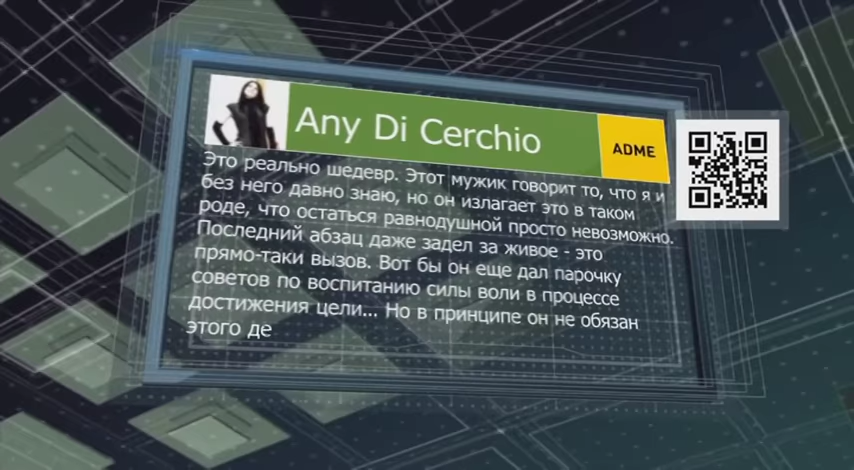 Any Di Cerchio
ADME
Это реально шедевр. Этот мужик говорит то, что я и
без него давно знаю, но он излагает это в таком
роде, что остаться равнодушной просто невозможно.
Последний абзац даже задел за живое - это
прямо-таки вызов. Вот бы он еще дал парочку
советов по воспитанию силы воли в процессе
достижения цели... Но в принципе он не обязан
этого де